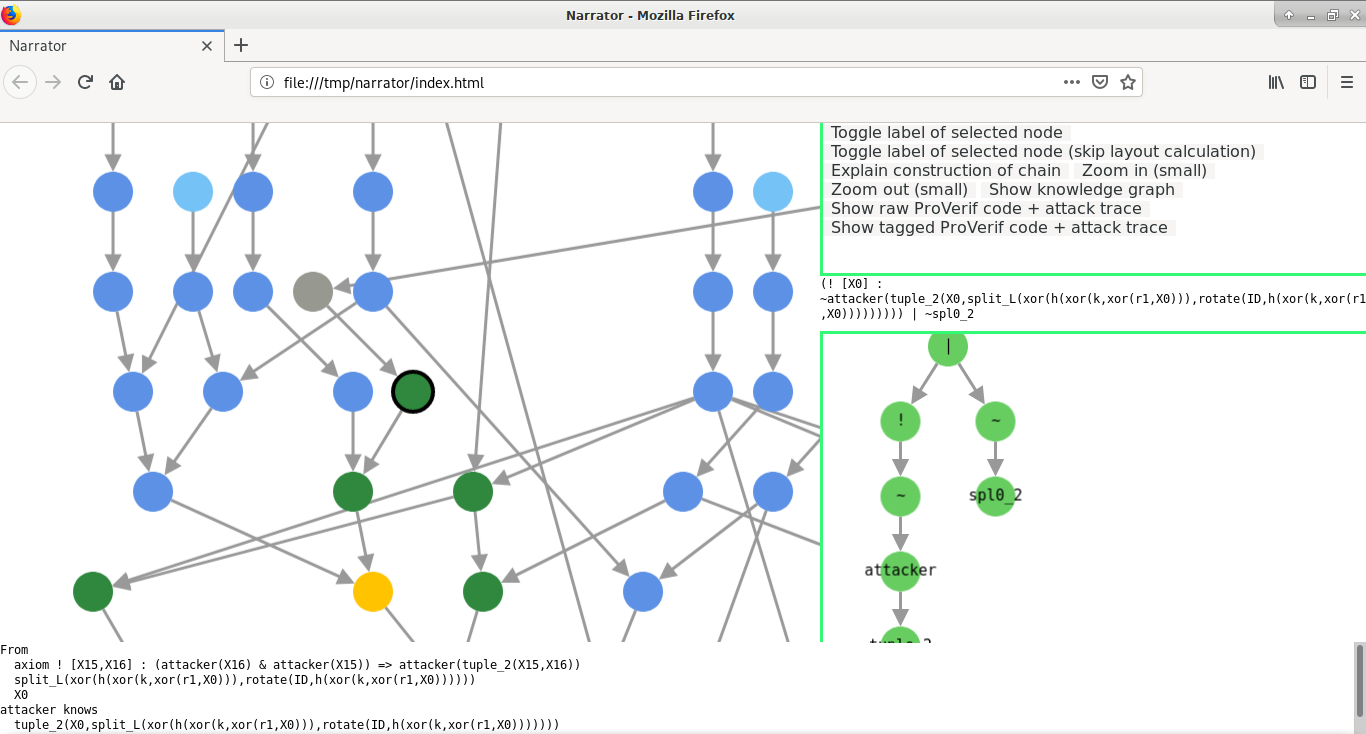 Narrator - Mozilla Firefox
Narrator
file:///tmp/narrator/index.html
Toggle label of selected node
Toggle label of selected node (skip layout calculation)
Explain construction of chain Zoom in (small)
Zoom out (small) Show knowledge graph
Show raw ProVerif code + attack trace
Show tagged ProVerif code + attack trace
(! [X0] :
~attacker(tuple_2(X0,split_L(xor(h(xor(k,xor(r1,X0))),rotate(ID,h(xor(k,xor(r1
,X0))))))))) | ~spl0_2
|
! ~
~ spl0_2
attacker
tuple_2
From
axiom ! [X15,X16] : (attacker(X16) & attacker(X15)) => attacker(tuple_2(X15,X16))
split_L(xor(h(xor(k,xor(r1,X0))),rotate(ID,h(xor(k,xor(r1,X0))))))
X0
attacker knows
tuple_2(X0,split_L(xor(h(xor(k,xor(r1,X0))),rotate(ID,h(xor(k,xor(r1,X0)))))))